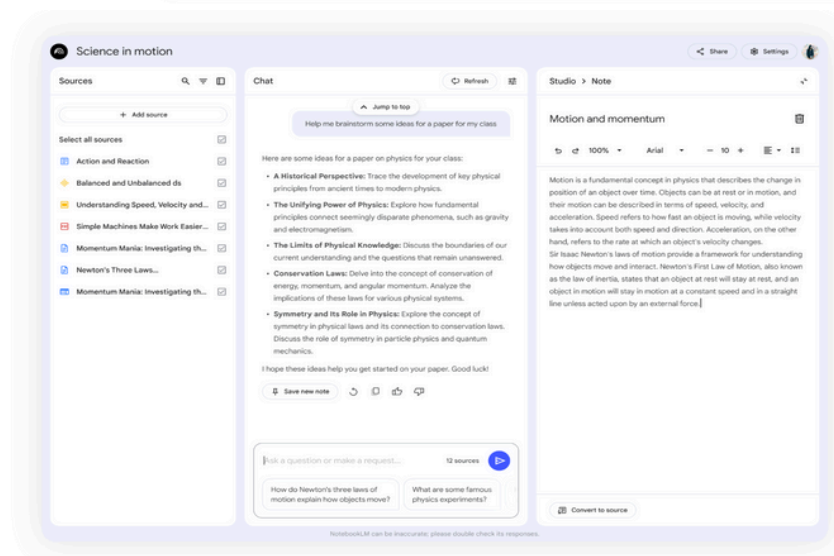 Science in motion
Share
Settings
Sources
Add source
Select all sources
Action and Reaction
Balanced and Unbalanced ds
Understanding Speed, Velocity and...
Simple Machines Make Work Easier...
Momentum Mania: Investigating th...
Newton's Three Laws...
Momentum Mania: Investigating th...
Chat
Refresh
Jump to top
Help me brainstorm some ideas for a paper for my class
Here are some ideas for a paper on physics for your class:
• A Historical Perspective: Trace the development of key physical
principles from ancient times to modern physics.
• The Unifying Power of Physics: Explore how fundamental
principles connect seemingly disparate phenomena, such as gravity
and electromagnetism.
• The Limits of Physical Knowledge: Discuss the boundaries of our
current understanding and the questions that remain unanswered.
• Conservation Laws: Delve into the concept of conservation of
energy, momentum, and angular momentum. Analyze the
implications of these laws for various physical systems.
• Symmetry and Its Role in Physics: Explore the concept of
symmetry in physical laws and its connection to conservation laws.
Discuss the role of symmetry in particle physics and quantum
mechanics.
I hope these ideas help you get started on your paper. Good luck!
Save new note
Ask a question or make a request...
12 sources
How do Newton's three laws of
motion explain how objects move?
What are some famous
physics experiments?
Studio > Note
Motion and momentum
100%
Arial
10
Motion is a fundamental concept in physics that describes the change in
position of an object over time. Objects can be at rest or in motion, and
their motion can be described in terms of speed, velocity, and
acceleration. Speed refers to how fast an object is moving, while velocity
takes into account both speed and direction. Acceleration, on the other
hand, refers to the rate at which an object's velocity changes.
Sir Isaac Newton's laws of motion provide a framework for understanding
how objects move and interact. Newton's First Law of Motion, also known
as the law of inertia, states that an object at rest will stay at rest, and an
object in motion will stay in motion at a constant speed and in a straight
line unless acted upon by an external force.
Convert to source
NotebookLM can be inaccurate; please double check its responses.